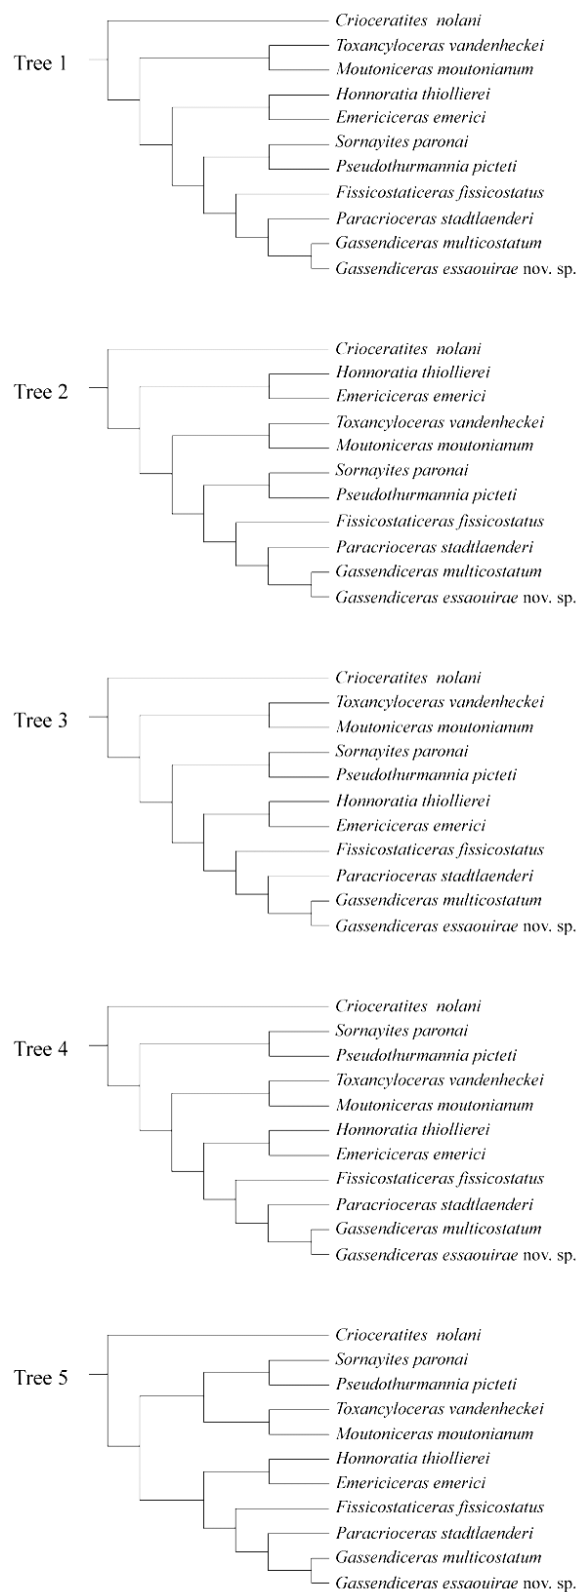 Crioceratites nolani
Toxancyloceras vandenheckei
Tree 1
Moutoniceras moutonianum
Honnoratia thiollierei
Emericiceras emerici
Sornayites paronai
Pseudothurmannia picteti
Fissicostaticeras fissicostatus
Paracrioceras stadtlaenderi
Gassendiceras multicostatum
Gassendiceras essaouirae nov. sp.
Crioceratites nolani
Honnoratia thiollierei
Tree 2
Emericiceras emerici
Toxancyloceras vandenheckei
Moutoniceras moutonianum
Sornayites paronai
Pseudothurmannia picteti
Fissicostaticeras fissicostatus
Paracrioceras stadtlaenderi
Gassendiceras multicostatum
Gassendiceras essaouirae nov. sp.
Crioceratites nolani
Toxancyloceras vandenheckei
Tree 3
Moutoniceras moutonianum
Sornayites paronai
Pseudothurmannia picteti
Honnoratia thiollierei
Emericiceras emerici
Fissicostaticeras fissicostatus
Paracrioceras stadtlaenderi
Gassendiceras multicostatum
Gassendiceras essaouirae nov. sp.
Crioceratites nolani
Sornayites paronai
Tree 4
Pseudothurmannia picteti
Toxancyloceras vandenheckei
Moutoniceras moutonianum
Honnoratia thiollierei
Emericiceras emerici
Fissicostaticeras fissicostatus
Paracrioceras stadtlaenderi
Gassendiceras multicostatum
Gassendiceras essaouirae nov. sp.
Crioceratites nolani
Sornayites paronai
Tree 5
Pseudothurmannia picteti
Toxancyloceras vandenheckei
Moutoniceras moutonianum
Honnoratia thiollierei
Emericiceras emerici
Fissicostaticeras fissicostatus
Paracrioceras stadtlaenderi
Gassendiceras multicostatum
Gassendiceras essaouirae nov. sp.